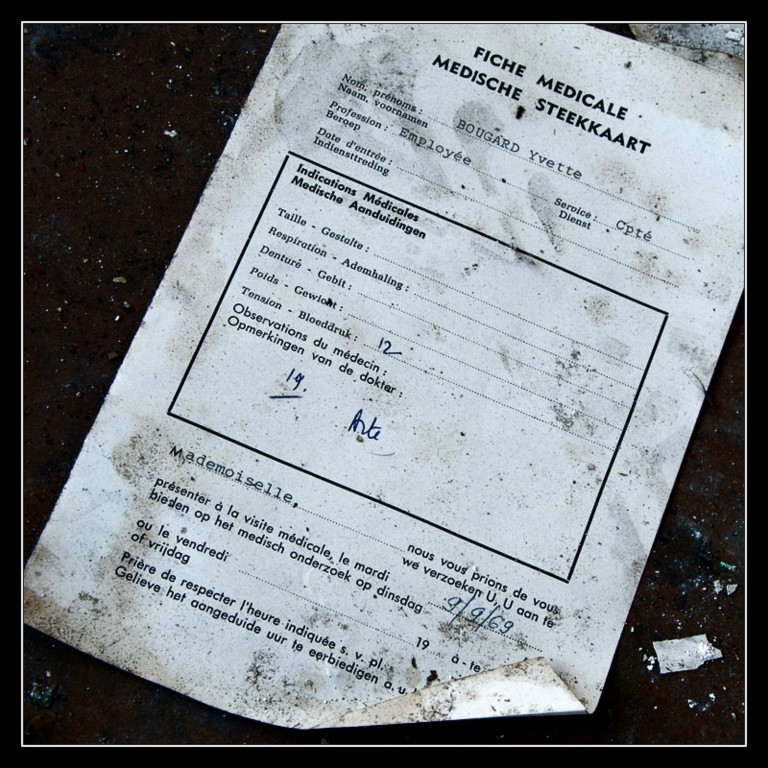 FICHE MEDICALE
MEDISCHE STEEKKAART
Nom, prénoms : BOUGARD Yvette
Naam, voornamen
Profession : Employée Service : Cpté
Beroep Dienst
Date d'entrée :
Indiensttreding
Indications Médicales
Medische Aanduidingen
Taille - Gestalte :
Respiration - Ademhaling :
Denture - Gebit :
Poids - Gewicht :
Tension - Bloeddruk : 12
Observations du médecin :
Opmerkingen van de dokter :
Mademoiselle,
nous vous prions de vous
we verzoeken U, U aan te
présenter à la visite médicale, le mardi 9/9/69
bieden op het medisch onderzoek op dinsdag
ou le vendredi 19 à - te
of vrijdag
Prière de respecter l'heure indiquée s. v. pl.
Gelieve het aangeduide uur te eerbiedigen a. u.